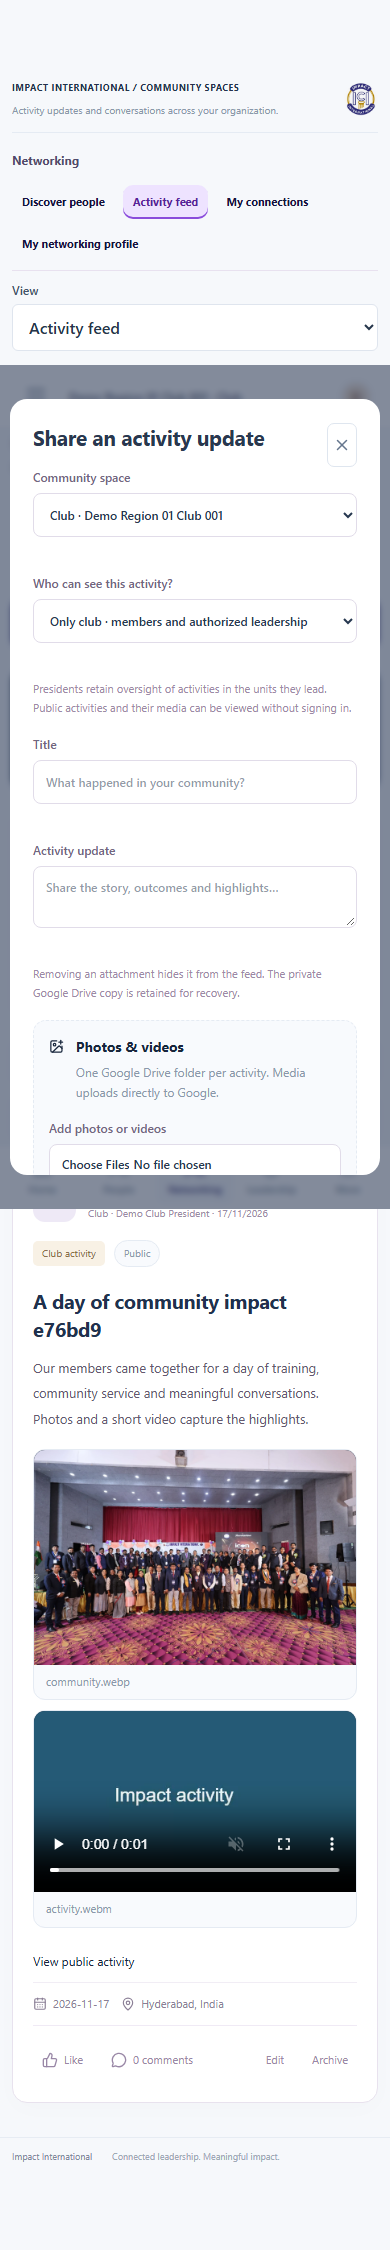 IMPACT INTERNATIONAL / COMMUNITY SPACES
Activity updates and conversations across your organization.
Networking
Discover people
Activity feed
My connections
My networking profile
View
Activity feed
Share an activity update
Community space
Club · Demo Region 01 Club 001
Who can see this activity?
Only club · members and authorized leadership
Presidents retain oversight of activities in the units they lead.
Public activities and their media can be viewed without signing in.
Title
What happened in your community?
Activity update
Share the story, outcomes and highlights...
Removing an attachment hides it from the feed. The private
Google Drive copy is retained for recovery.
Photos & videos
One Google Drive folder per activity. Media
uploads directly to Google.
Add photos or videos
Choose Files No file chosen
Club · Demo Club President · 17/11/2026
Club activity
Public
A day of community impact
e76bd9
Our members came together for a day of training,
community service and meaningful conversations.
Photos and a short video capture the highlights.
community.webp
Impact activity
0:00 / 0:01
activity.webm
View public activity
2026-11-17
Hyderabad, India
Like
0 comments
Edit
Archive
Impact International
Connected leadership. Meaningful impact.